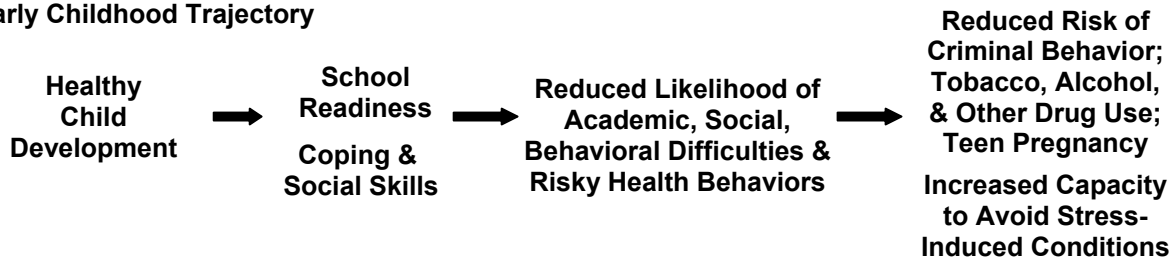 arly Childhood Trajectory
Healthy
Child
Development
School
Readiness
Coping &
Social Skills
Reduced Likelihood of
Academic, Social,
Behavioral Difficulties &
Risky Health Behaviors
Reduced Risk of
Criminal Behavior;
Tobacco, Alcohol,
& Other Drug Use;
Teen Pregnancy
Increased Capacity
to Avoid Stress-
Induced Conditions